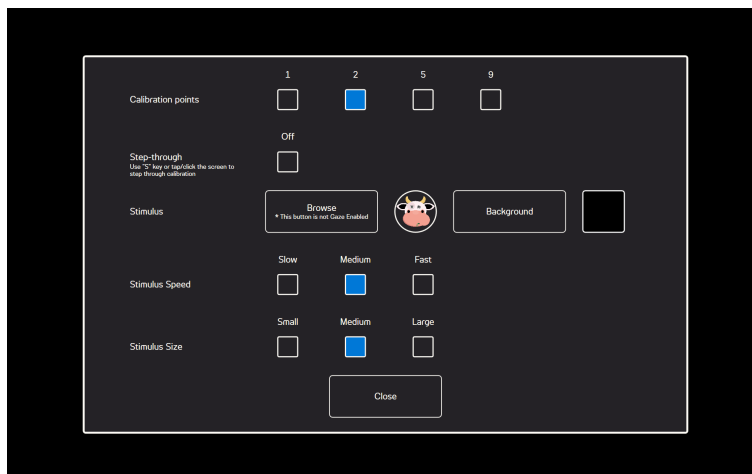 1 2 5 9
Calibration points
Off
Step-through
Use "S" key or tap/click the screen to
step through calibration
Stimulus
Browse
* This button is not Gaze Enabled
Background
Slow Medium Fast
Stimulus Speed
Small Medium Large
Stimulus Size
Close